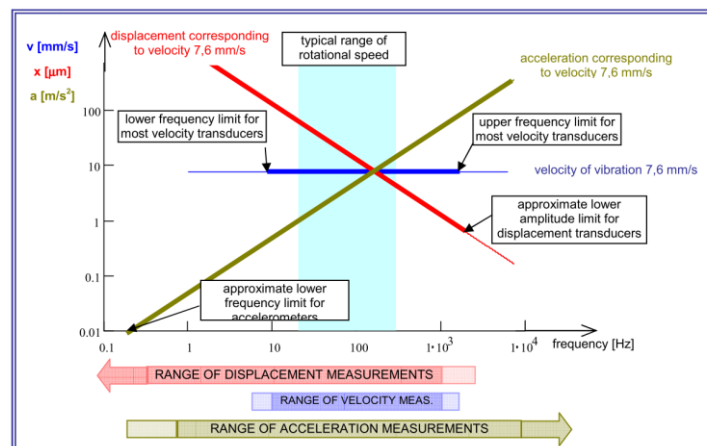 displacement corresponding
to velocity 7,6 mm/s
typical range of
rotational speed
acceleration corresponding
to velocity 7,6 mm/s
v [mm/s]
x [µm]
a [m/s²]
lower frequency limit for
most velocity transducers
upper frequency limit for
most velocity transducers
velocity of vibration 7,6 mm/s
approximate lower
amplitude limit for
displacement transducers
approximate lower
frequency limit for
accelerometers
100
10
1
0.1
0.01
0.1
1
10
100
1·10³
1·10⁴
frequency [Hz]
RANGE OF DISPLACEMENT MEASUREMENTS
RANGE OF VELOCITY MEAS.
RANGE OF ACCELERATION MEASUREMENTS